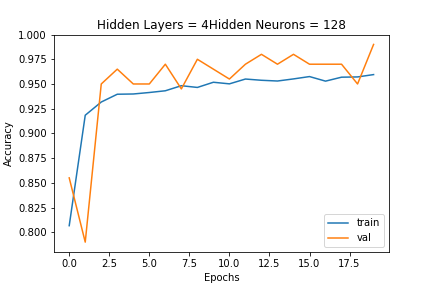 Hidden Layers = 4Hidden Neurons = 128
1.000
0.975
0.950
0.925
0.900
0.875
0.850
0.825
0.800
Accuracy
train
val
0.0 2.5 5.0 7.5 10.0 12.5 15.0 17.5
Epochs